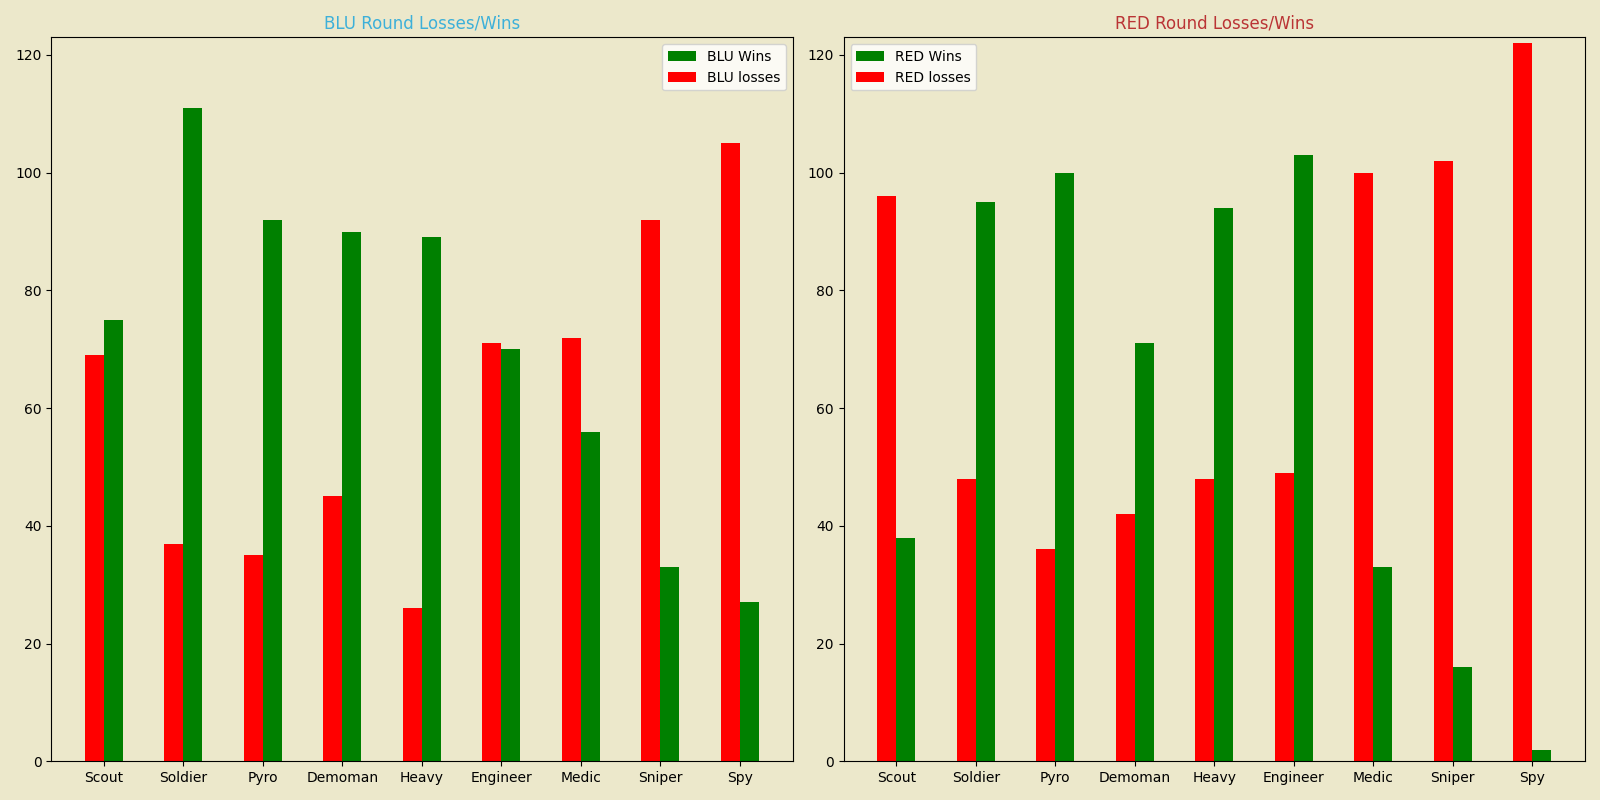 BLU Round Losses/Wins
BLU Wins
BLU losses
120
100
80
60
40
20
0
Scout Soldier Pyro Demoman Heavy Engineer Medic Sniper Spy
RED Round Losses/Wins
RED Wins
RED losses
120
100
80
60
40
20
0
Scout Soldier Pyro Demoman Heavy Engineer Medic Sniper Spy